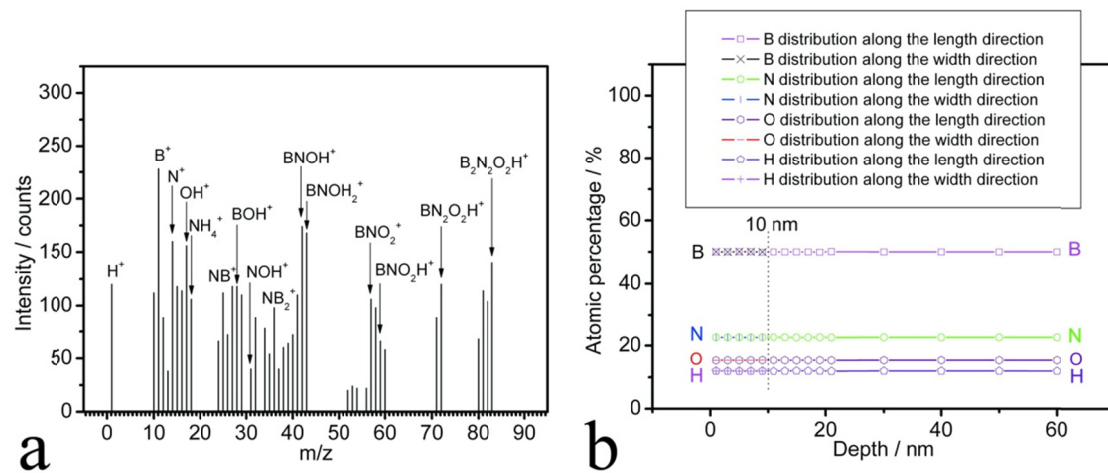 300
250
200
150
100
50
0
Intensity / counts
0 10 20 30 40 50 60 70 80 90
m/z
H⁺
B⁺
N⁺
OH⁺
NH₄⁺
NB⁺
BOH⁺
NOH⁺
NB₂⁺
BNOH⁺
BNOH₂⁺
BNO₂⁺
BNO₂H⁺
BN₂O₂H⁺
B₂N₂O₂H⁺
a
B distribution along the length direction
B distribution along the width direction
N distribution along the length direction
N distribution along the width direction
O distribution along the length direction
O distribution along the width direction
H distribution along the length direction
H distribution along the width direction
100
80
60
40
20
0
Atomic percentage / %
10 nm
B B
N N
O O
H H
0 20 40 60
Depth / nm
b